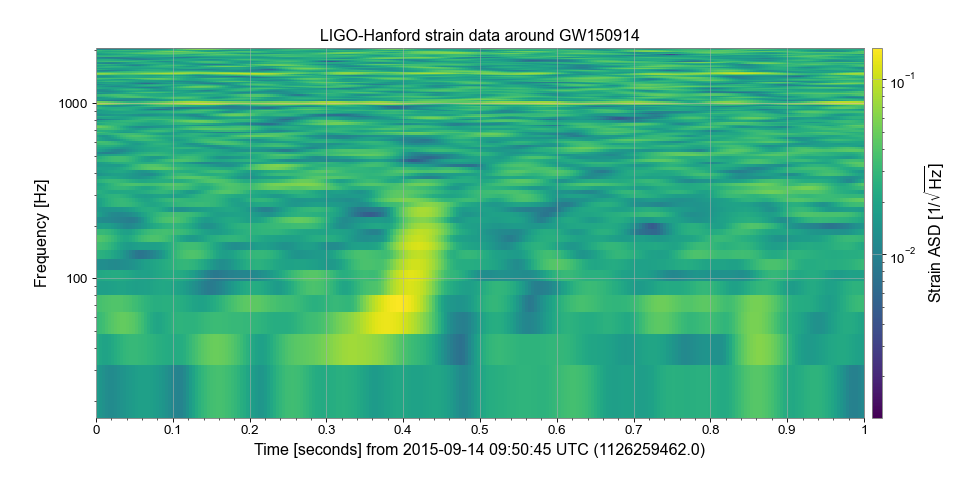 LIGO-Hanford strain data around GW150914
1000
100
Frequency [Hz]
0 0.1 0.2 0.3 0.4 0.5 0.6 0.7 0.8 0.9 1
Time [seconds] from 2015-09-14 09:50:45 UTC (1126259462.0)
10⁻¹
10⁻²
Strain ASD [1/√Hz]